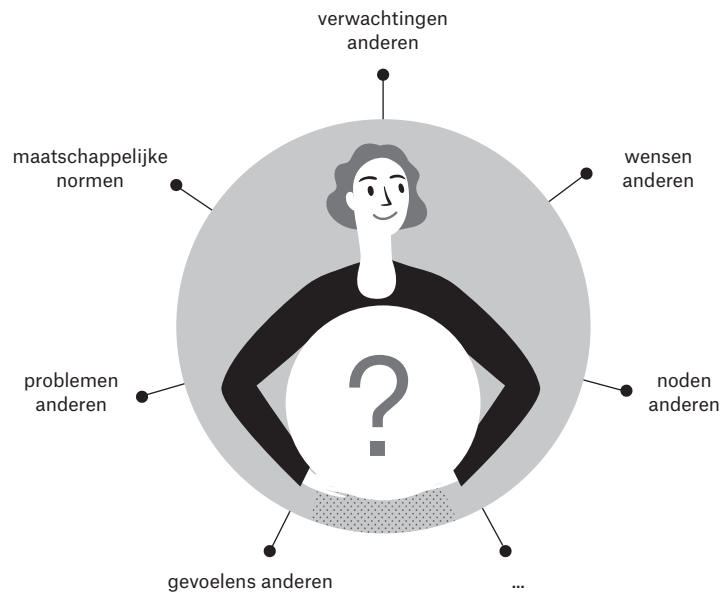 verwachtingen
anderen
maatschappelijke
normen
wensen
anderen
?
problemen
anderen
noden
anderen
gevoelens anderen
...